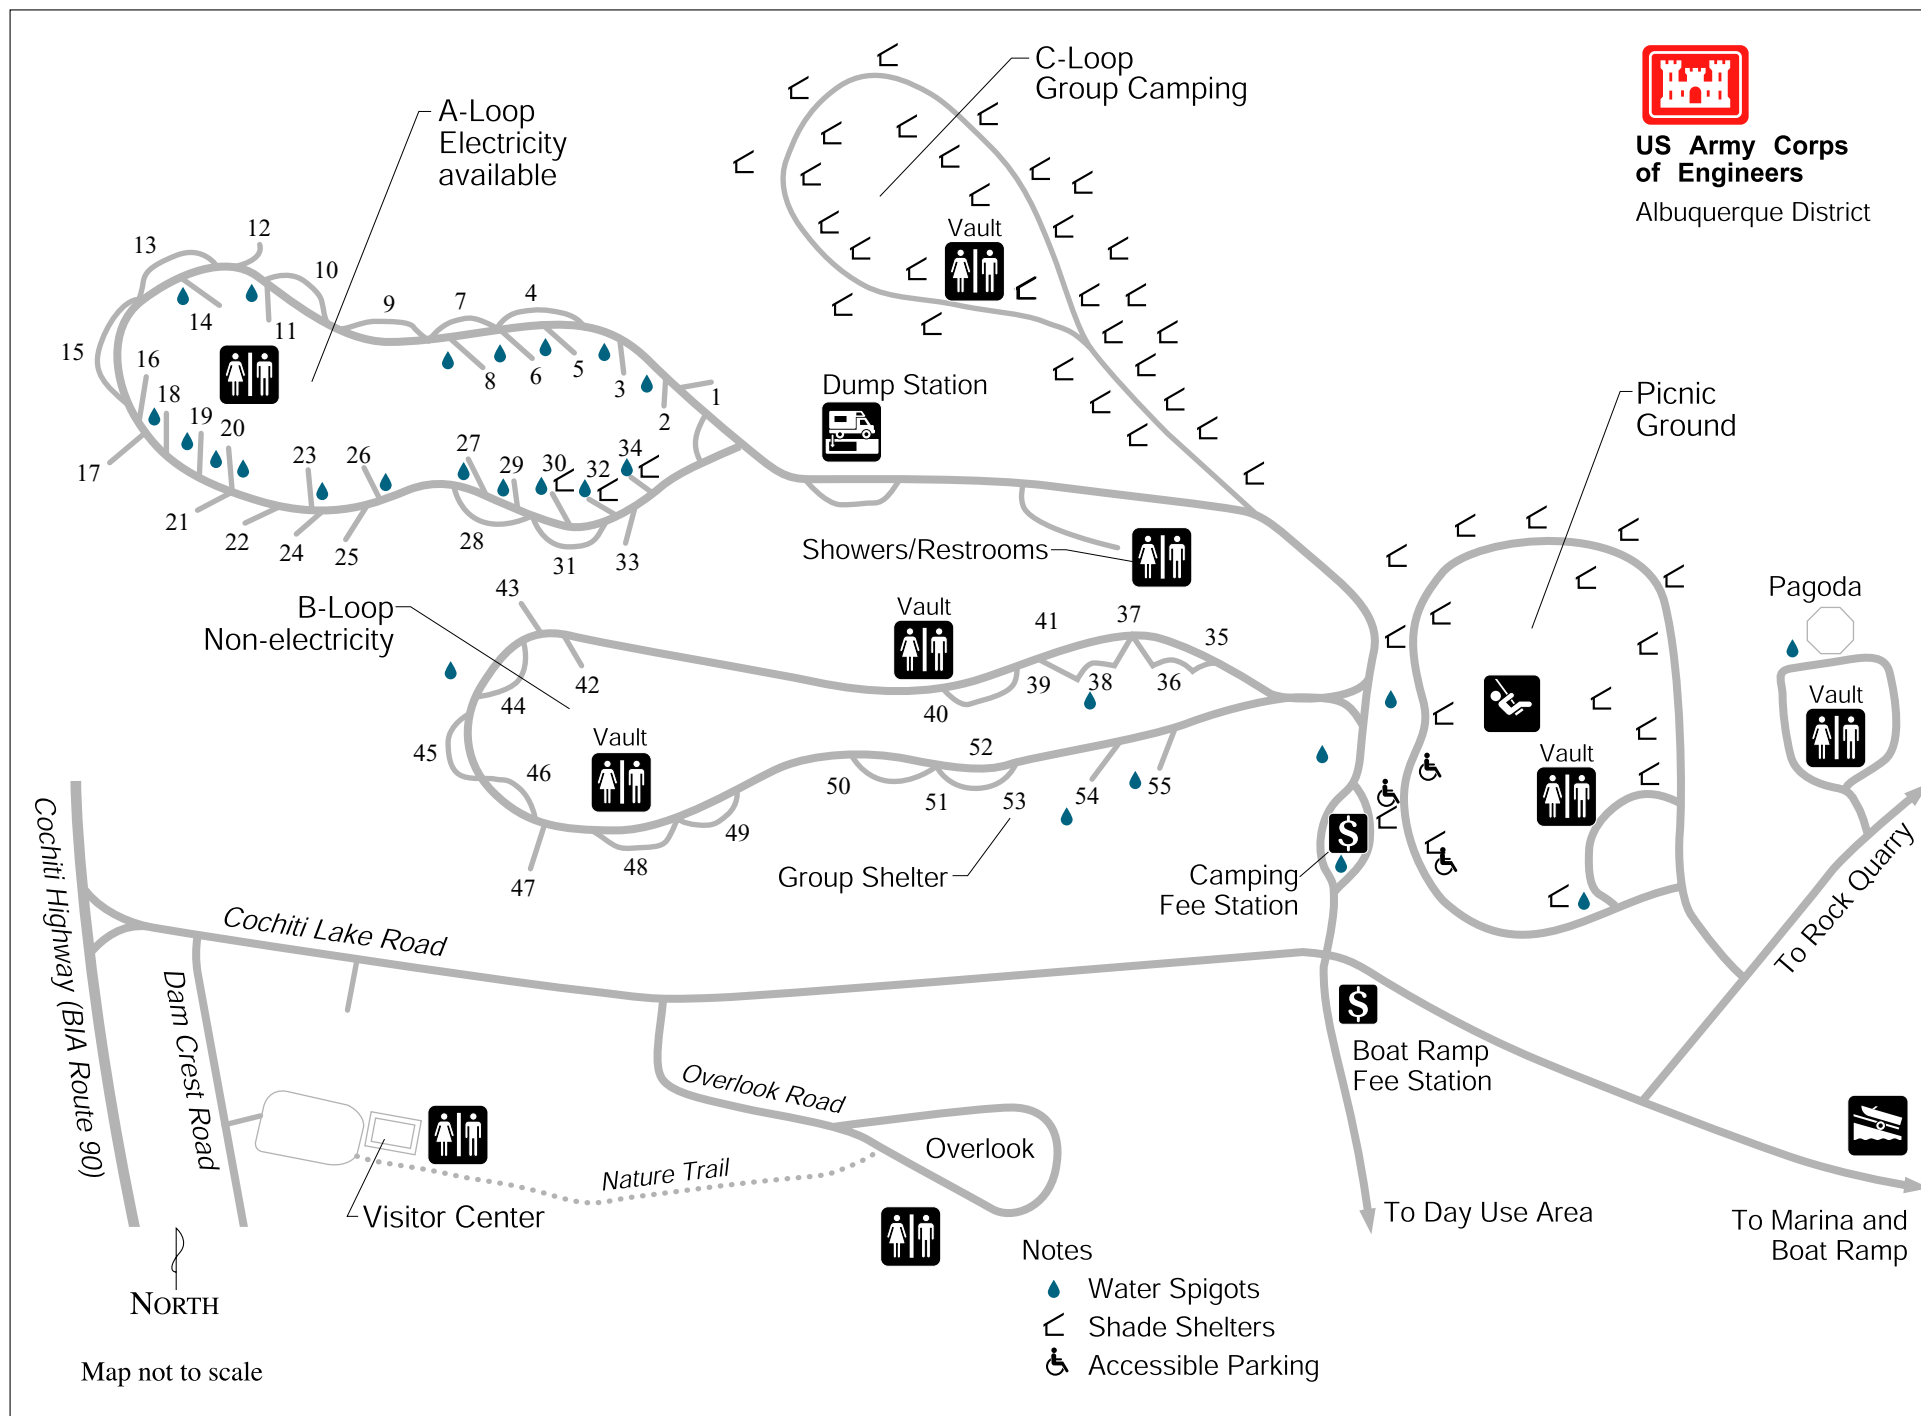 C-Loop
Group Camping
A-Loop
Electricity
available
US Army Corps
of Engineers
Albuquerque District
Vault
12
13
10
9
7
4
14
11
15
16
8
6
5
3
1
2
18
19
20
17
23
26
27
29
30
32
34
21
22
24
25
28
31
33
Dump Station
Picnic
Ground
Showers/Restrooms
Pagoda
B-Loop
Non-electricity
43
Vault
41
37
35
42
44
39
38
36
40
45
46
Vault
52
50
51
53
54
55
49
48
47
Vault
Vault
Group Shelter
$
Camping
Fee Station
Cochiti Highway (BIA Route 90)
Cochiti Lake Road
Dam Crest Road
To Rock Quarry
$
Boat Ramp
Fee Station
Overlook Road
Overlook
Nature Trail
Visitor Center
To Day Use Area
To Marina and
Boat Ramp
NORTH
Map not to scale
Notes
Water Spigots
Shade Shelters
Accessible Parking